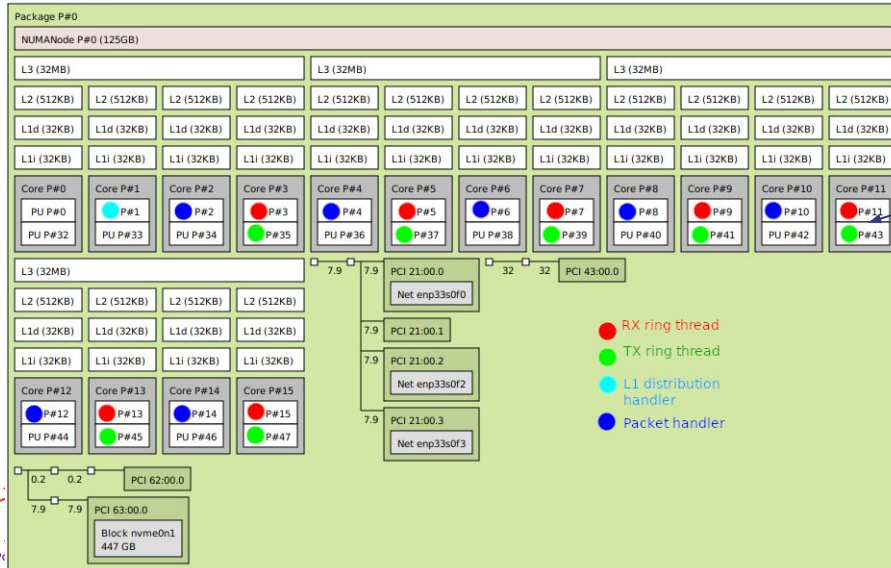 Package P#0
NUMANode P#0 (125GB)
L3 (32MB) L3 (32MB) L3 (32MB)
L2 (512KB) L2 (512KB) L2 (512KB) L2 (512KB) L2 (512KB) L2 (512KB) L2 (512KB) L2 (512KB) L2 (512KB) L2 (512KB) L2 (512KB) L2 (512KB)
L1d (32KB) L1d (32KB) L1d (32KB) L1d (32KB) L1d (32KB) L1d (32KB) L1d (32KB) L1d (32KB) L1d (32KB) L1d (32KB) L1d (32KB) L1d (32KB)
L1i (32KB) L1i (32KB) L1i (32KB) L1i (32KB) L1i (32KB) L1i (32KB) L1i (32KB) L1i (32KB) L1i (32KB) L1i (32KB) L1i (32KB) L1i (32KB)
Core P#0 Core P#1 Core P#2 Core P#3 Core P#4 Core P#5 Core P#6 Core P#7 Core P#8 Core P#9 Core P#10 Core P#11
PU P#0 P#1 P#2 P#3 P#4 P#5 P#6 P#7 P#8 P#9 P#10 P#11
PU P#32 PU P#33 PU P#34 P#35 PU P#36 P#37 PU P#38 P#39 PU P#40 P#41 PU P#42 P#43
L3 (32MB)
L2 (512KB) L2 (512KB) L2 (512KB) L2 (512KB)
L1d (32KB) L1d (32KB) L1d (32KB) L1d (32KB)
L1i (32KB) L1i (32KB) L1i (32KB) L1i (32KB)
Core P#12 Core P#13 Core P#14 Core P#15
P#12 P#13 P#14 P#15
PU P#44 P#45 PU P#46 P#47
7.9 7.9 PCI 21:00.0
Net enp33s0f0
7.9 PCI 21:00.1
7.9 PCI 21:00.2
Net enp33s0f2
7.9 PCI 21:00.3
Net enp33s0f3
32 32 PCI 43:00.0
RX ring thread
TX ring thread
L1 distribution
handler
Packet handler
0.2 0.2 PCI 62:00.0
7.9 7.9 PCI 63:00.0
Block nvme0n1
447 GB